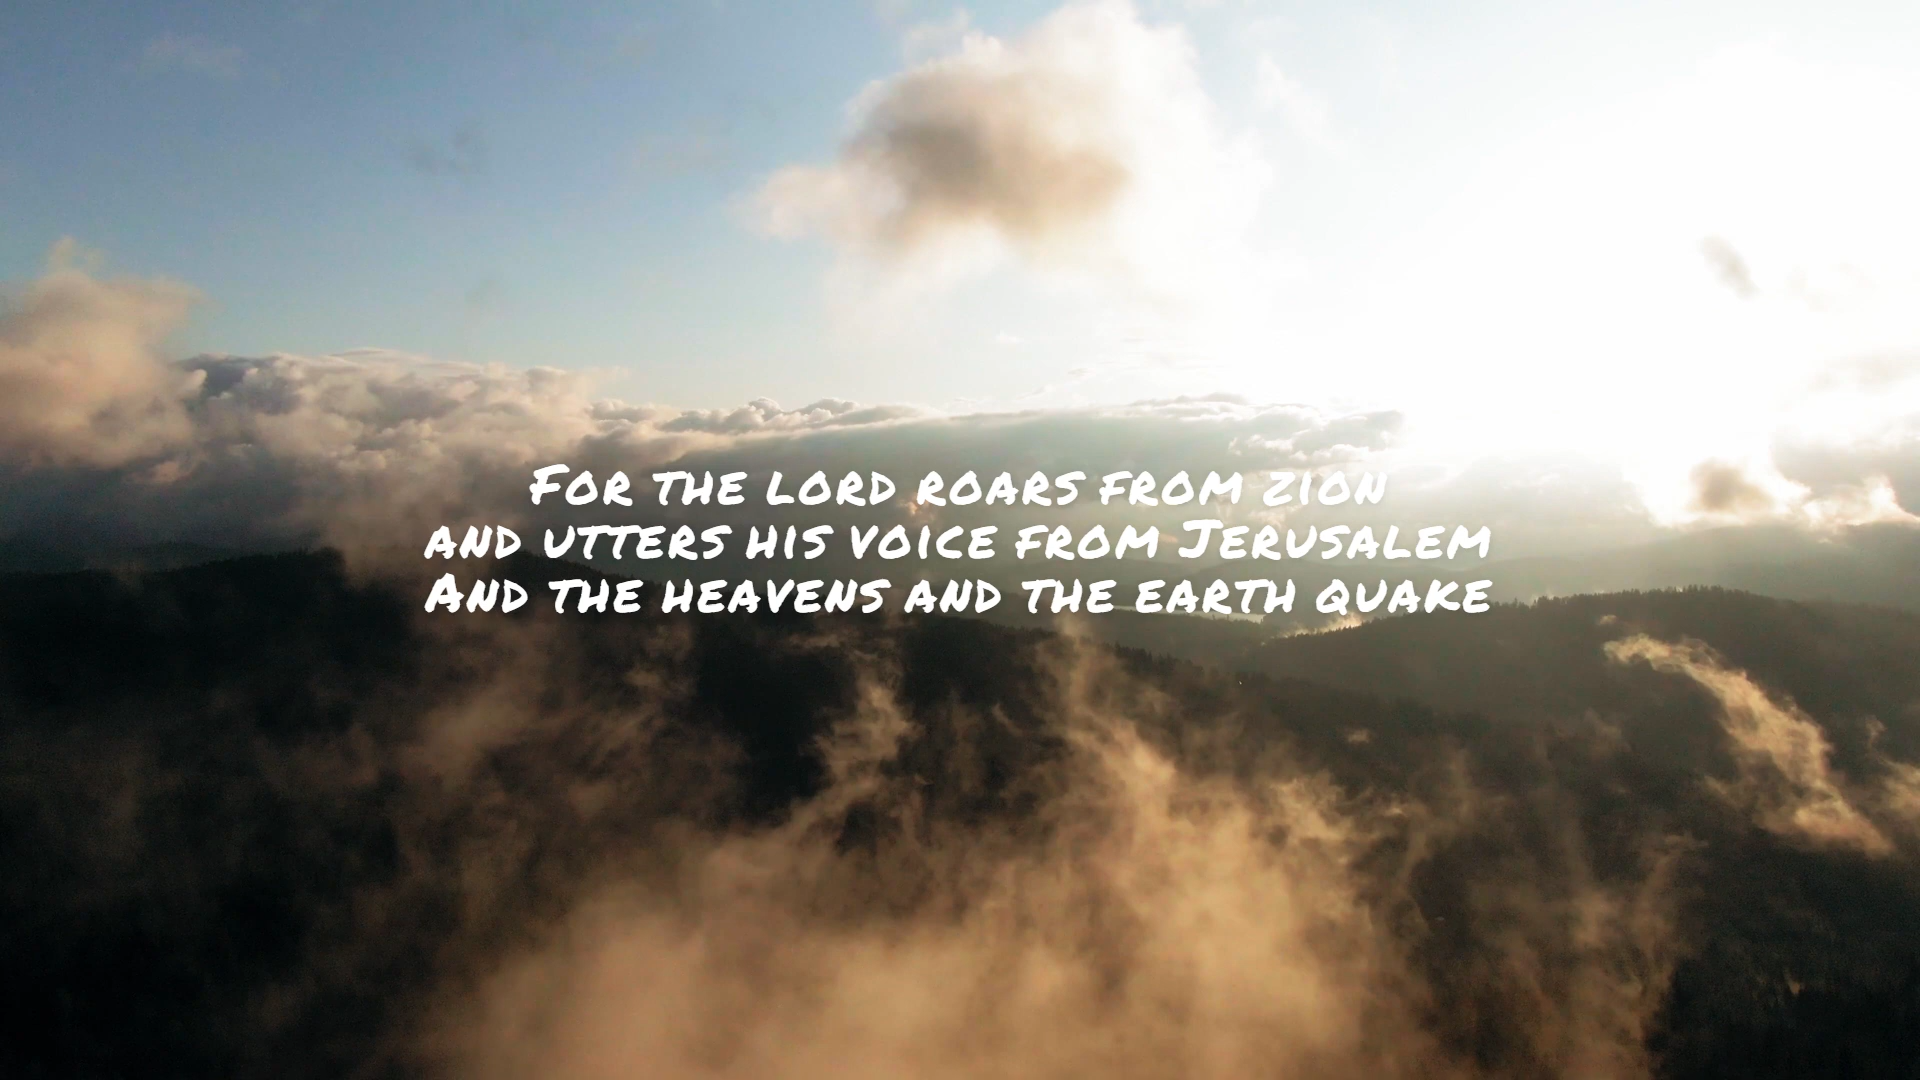 For the lord roars from zion
and utters his voice from Jerusalem
And the heavens and the earth quake